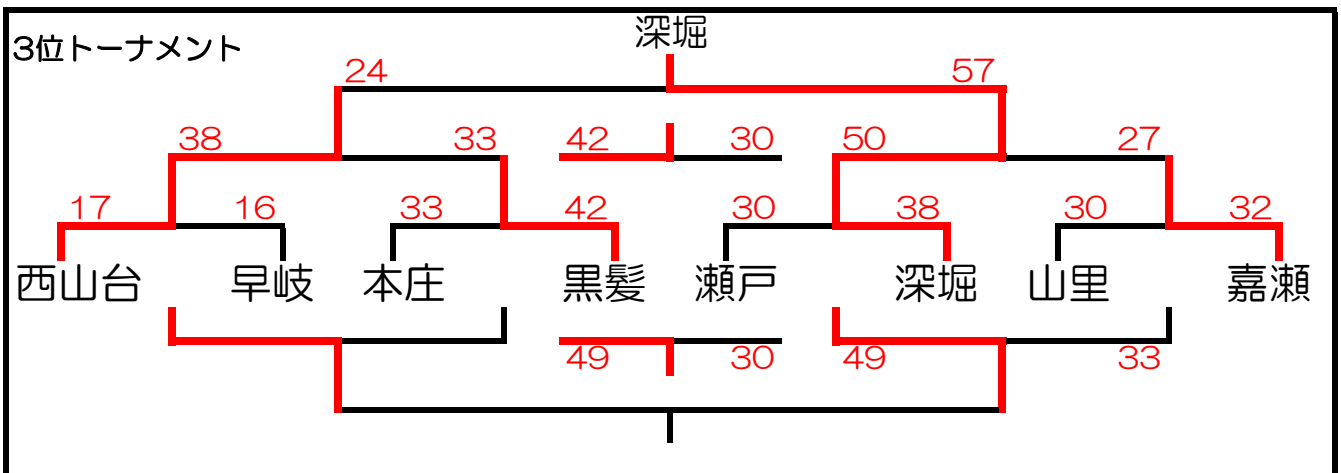 深堀
3位トーナメント
24 57
38 33 42 30 50 27
17 16 33 42 30 38 30 32
西山台 早岐 本庄 黒髪 瀬戸 深堀 山里 嘉瀬
49 30 49 33